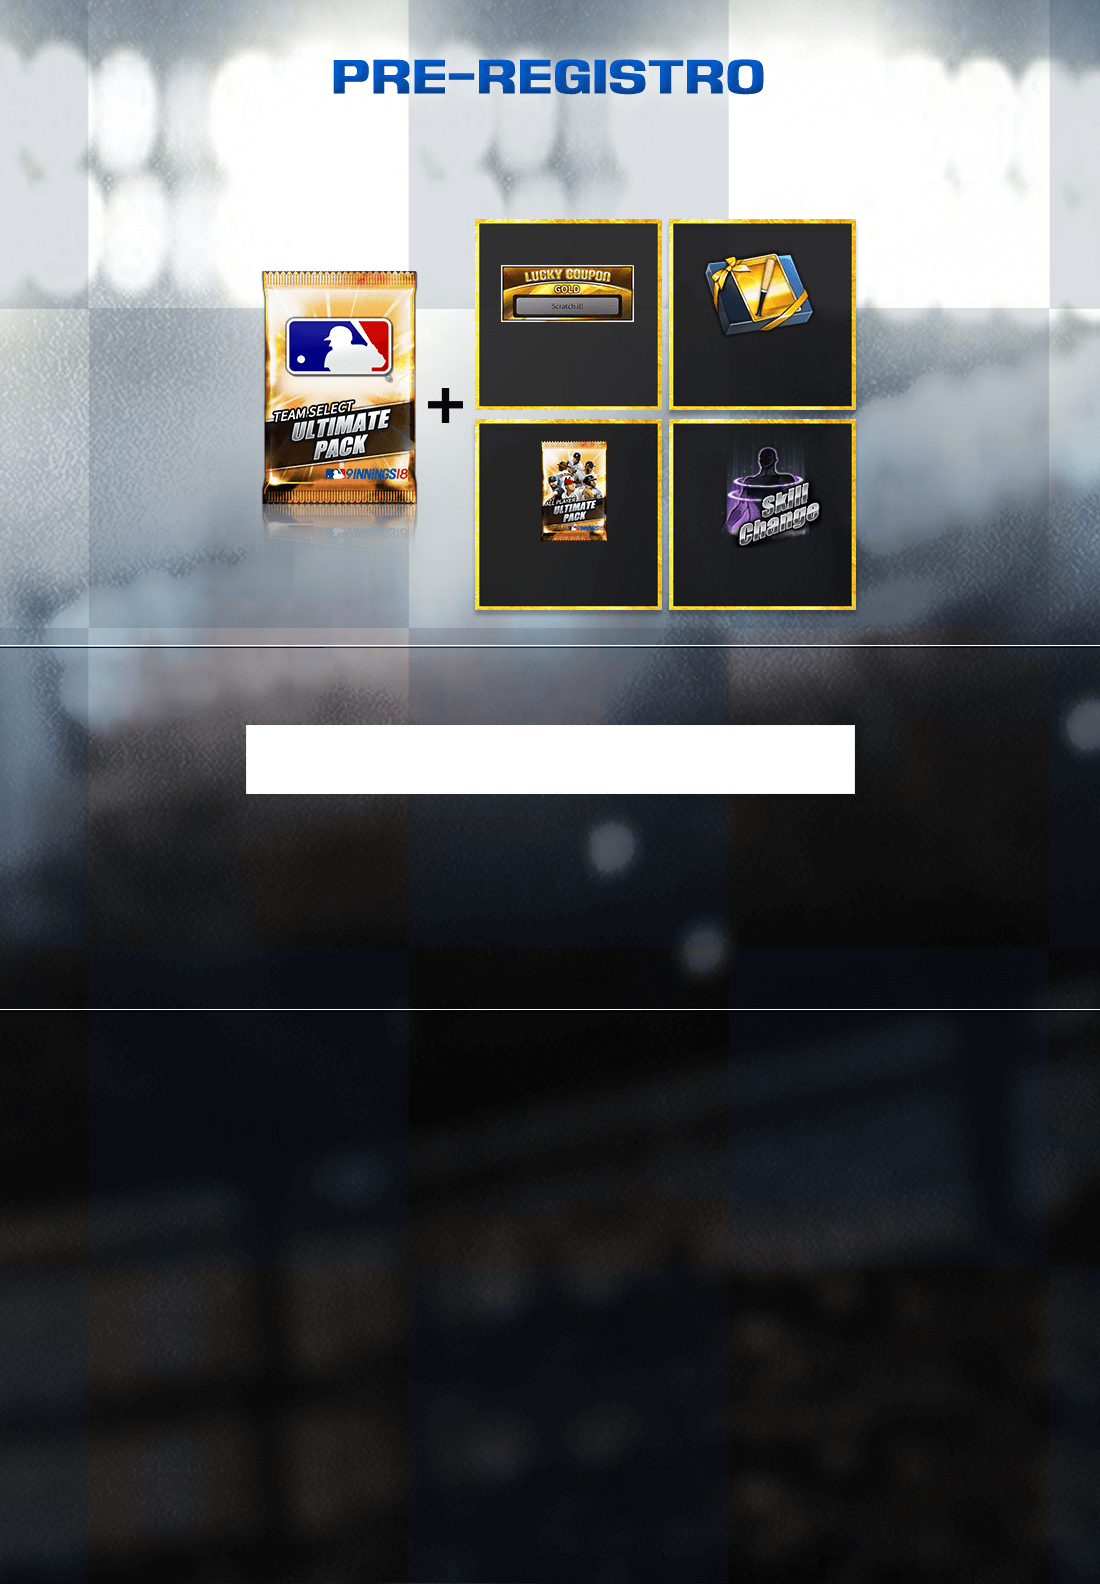 PRE-REGISTRO
LUCKY COUPON
GOLD
Scratch it!
TEAM SELECT
ULTIMATE
PACK
9INNINGS18
+
ALL PLAYER
ULTIMATE
PACK
Skill
Change